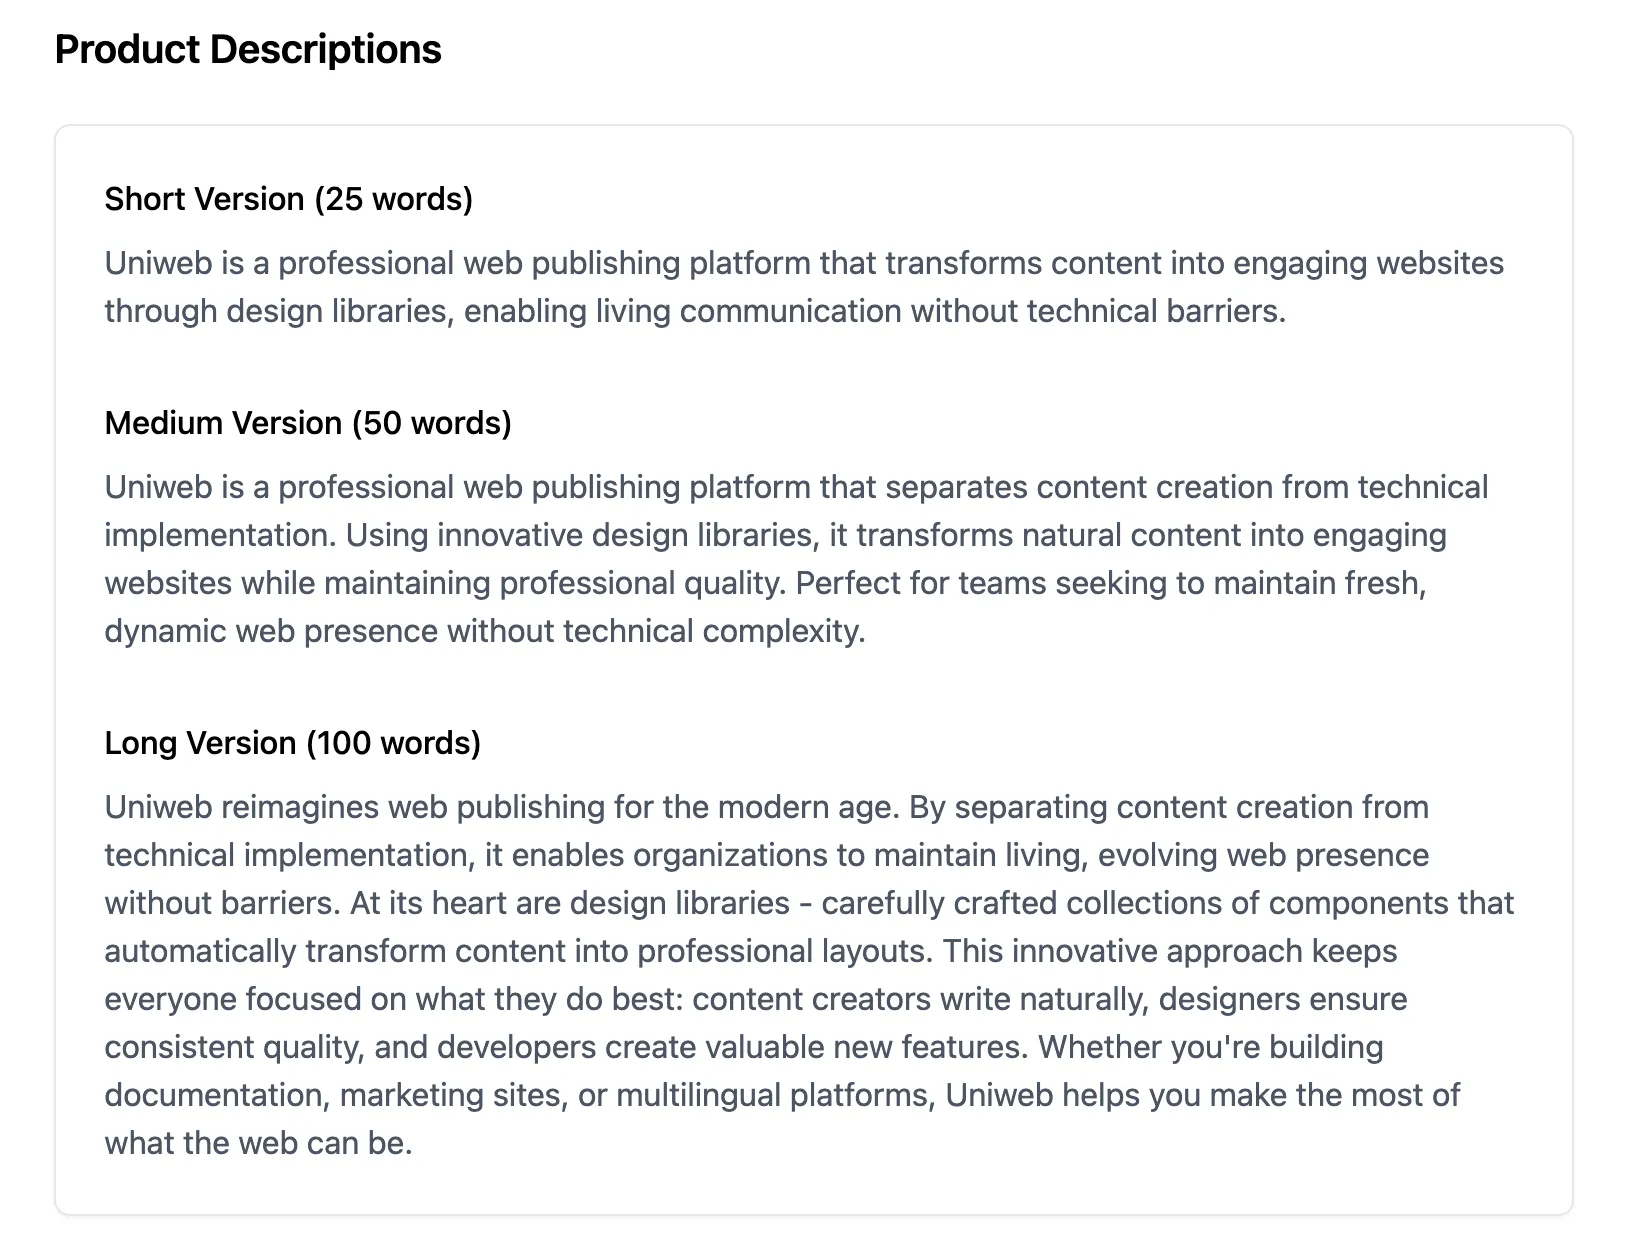 Product Descriptions
Short Version (25 words)
Uniweb is a professional web publishing platform that transforms content into engaging websites
through design libraries, enabling living communication without technical barriers.
Medium Version (50 words)
Uniweb is a professional web publishing platform that separates content creation from technical
implementation. Using innovative design libraries, it transforms natural content into engaging
websites while maintaining professional quality. Perfect for teams seeking to maintain fresh,
dynamic web presence without technical complexity.
Long Version (100 words)
Uniweb reimagines web publishing for the modern age. By separating content creation from
technical implementation, it enables organizations to maintain living, evolving web presence
without barriers. At its heart are design libraries - carefully crafted collections of components that
automatically transform content into professional layouts. This innovative approach keeps
everyone focused on what they do best: content creators write naturally, designers ensure
consistent quality, and developers create valuable new features. Whether you're building
documentation, marketing sites, or multilingual platforms, Uniweb helps you make the most of
what the web can be.